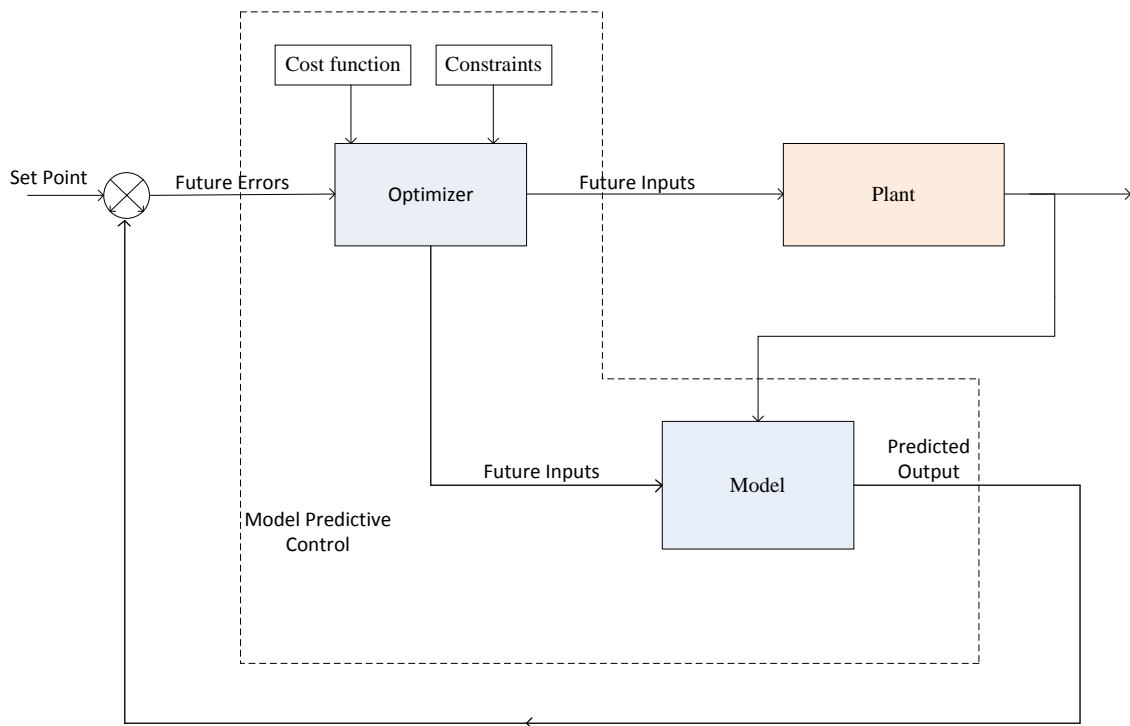 Cost function
Constraints
Set Point
Future Errors
Optimizer
Future Inputs
Plant
Future Inputs
Model
Predicted
Output
Model Predictive
Control